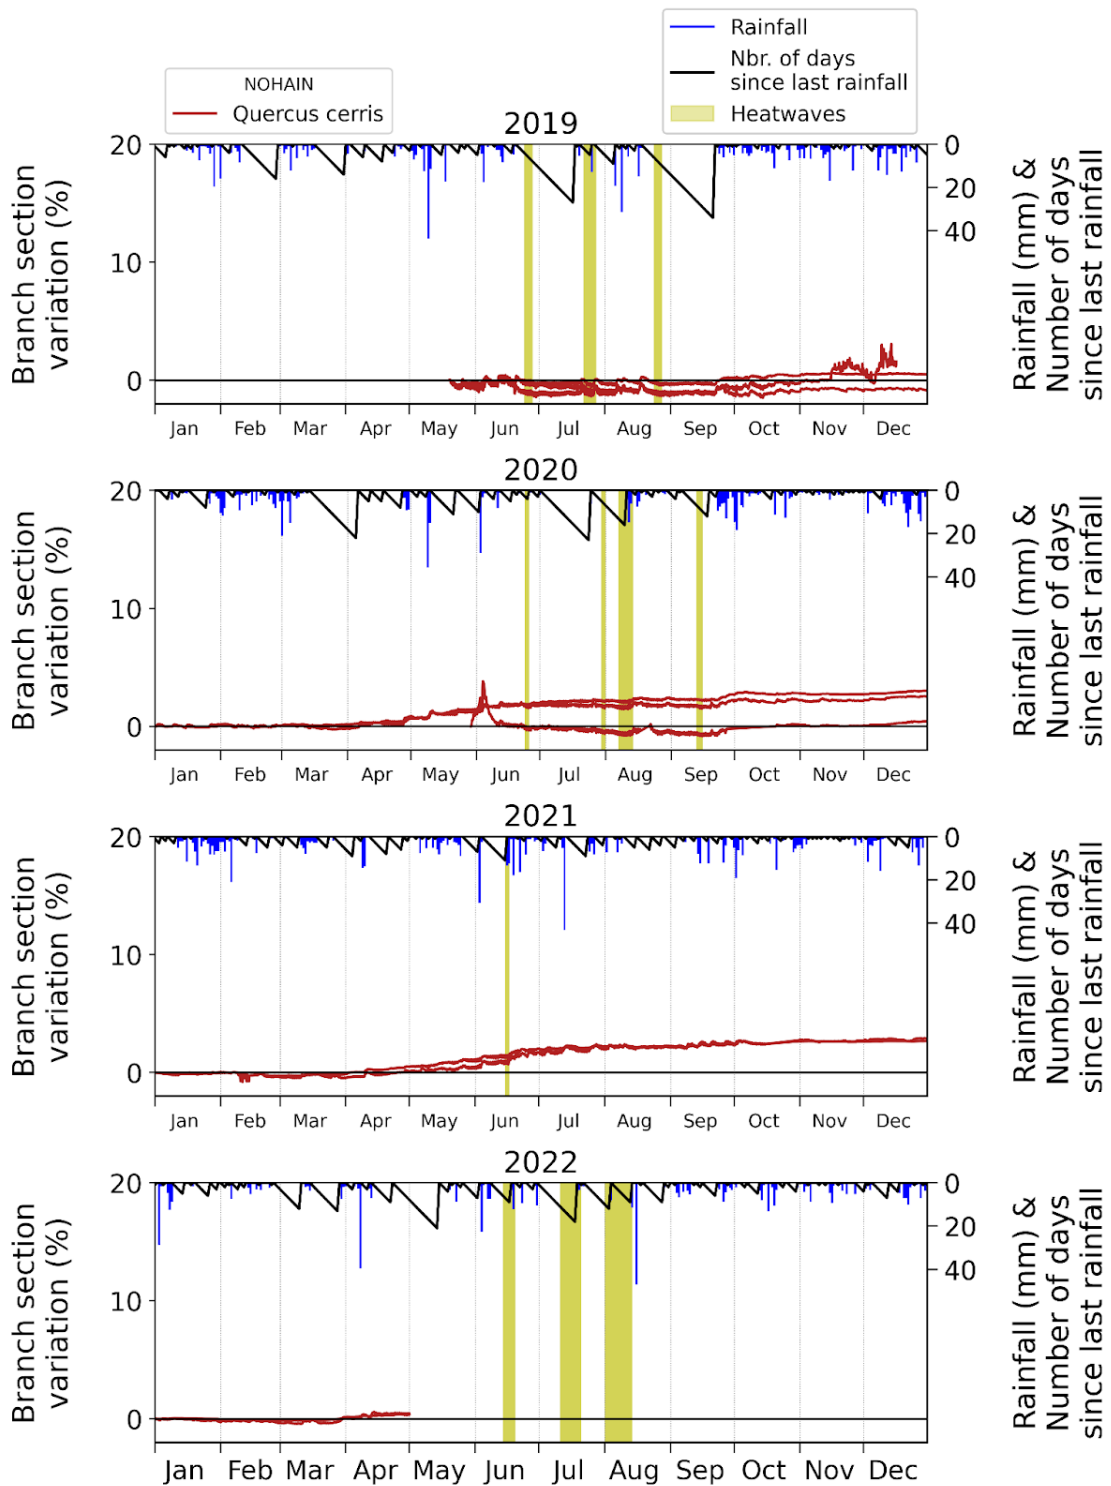 NOHAIN
Quercus cerris
Rainfall
Nbr. of days
since last rainfall
Heatwaves
2019
Branch section
variation (%)
20
10
0
0
20
40
Rainfall (mm) &
Number of days
since last rainfall
Jan Feb Mar Apr May Jun Jul Aug Sep Oct Nov Dec
2020
Branch section
variation (%)
20
10
0
0
20
40
Rainfall (mm) &
Number of days
since last rainfall
Jan Feb Mar Apr May Jun Jul Aug Sep Oct Nov Dec
2021
Branch section
variation (%)
20
10
0
0
20
40
Rainfall (mm) &
Number of days
since last rainfall
Jan Feb Mar Apr May Jun Jul Aug Sep Oct Nov Dec
2022
Branch section
variation (%)
20
10
0
0
20
40
Rainfall (mm) &
Number of days
since last rainfall
Jan Feb Mar Apr May Jun Jul Aug Sep Oct Nov Dec